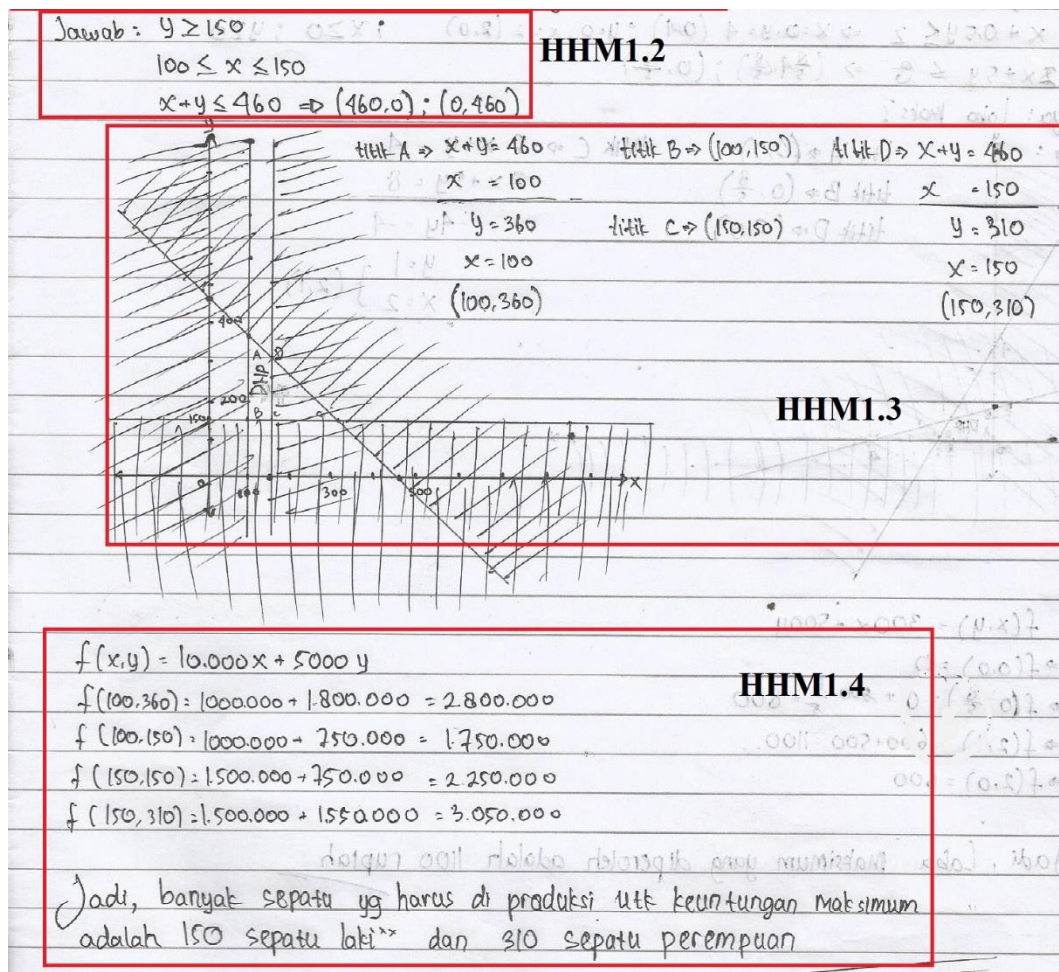 Jawab : y ≥ 150
100 ≤ x ≤ 150
x+y ≤ 460 ⇒ (460,0) ; (0,460)
HHM1.2
titik A ⇒ x+y = 460
x = 100
y = 360
x = 100
(100,360)
titik B ⇒ (100,150)
titik C ⇒ (150,150)
titik D ⇒ x+y = 460
x = 150
y = 310
x = 150
(150,310)
HHM1.3
y
400
A D
DHP
200
150 B C
0 100 300 500 x
f(x,y) = 10.000x + 5000y
HHM1.4
f(100,360) = 1000.000 + 1.800.000 = 2.800.000
f(100,150) = 1000.000 + 750.000 = 1.750.000
f(150,150) = 1.500.000 + 750.000 = 2.250.000
f(150,310) = 1.500.000 + 1.550.000 = 3.050.000
Jadi, banyak sepatu yg harus di produksi utk keuntungan maksimum
adalah 150 sepatu laki" dan 310 sepatu perempuan